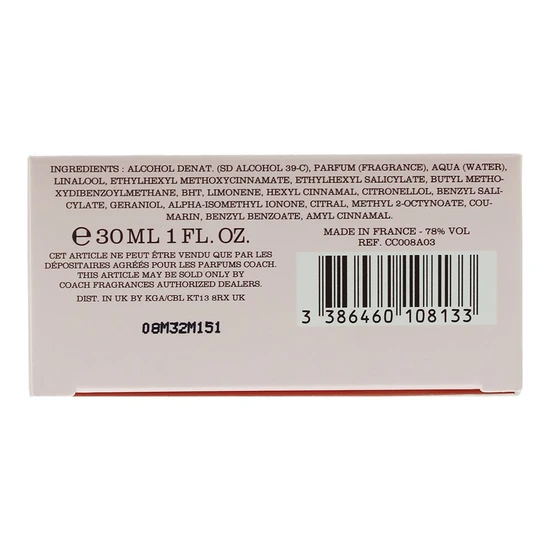 INGREDIENTS : ALCOHOL DENAT. (SD ALCOHOL 39-C), PARFUM (FRAGRANCE), AQUA (WATER),
LINALOOL, ETHYLHEXYL METHOXYCINNAMATE, ETHYLHEXYL SALICYLATE, BUTYL METHO-
XYDIBENZOYLMETHANE, BHT, LIMONENE, HEXYL CINNAMAL, CITRONELLOL, BENZYL SALI-
CYLATE, GERANIOL, ALPHA-ISOMETHYL IONONE, CITRAL, METHYL 2-OCTYNOATE, COU-
MARIN, BENZYL BENZOATE, AMYL CINNAMAL.
℮ 30 ML 1 FL. OZ.
CET ARTICLE NE PEUT ÊTRE VENDU QUE PAR LES
DÉPOSITAIRES AGRÉÉS POUR LES PARFUMS COACH.
THIS ARTICLE MAY BE SOLD ONLY BY
COACH FRAGRANCES AUTHORIZED DEALERS.
DIST. IN UK BY KGA/CBL KT13 8RX UK
08M32M151
MADE IN FRANCE - 78% VOL
REF. CC008A03
3 386460 108133